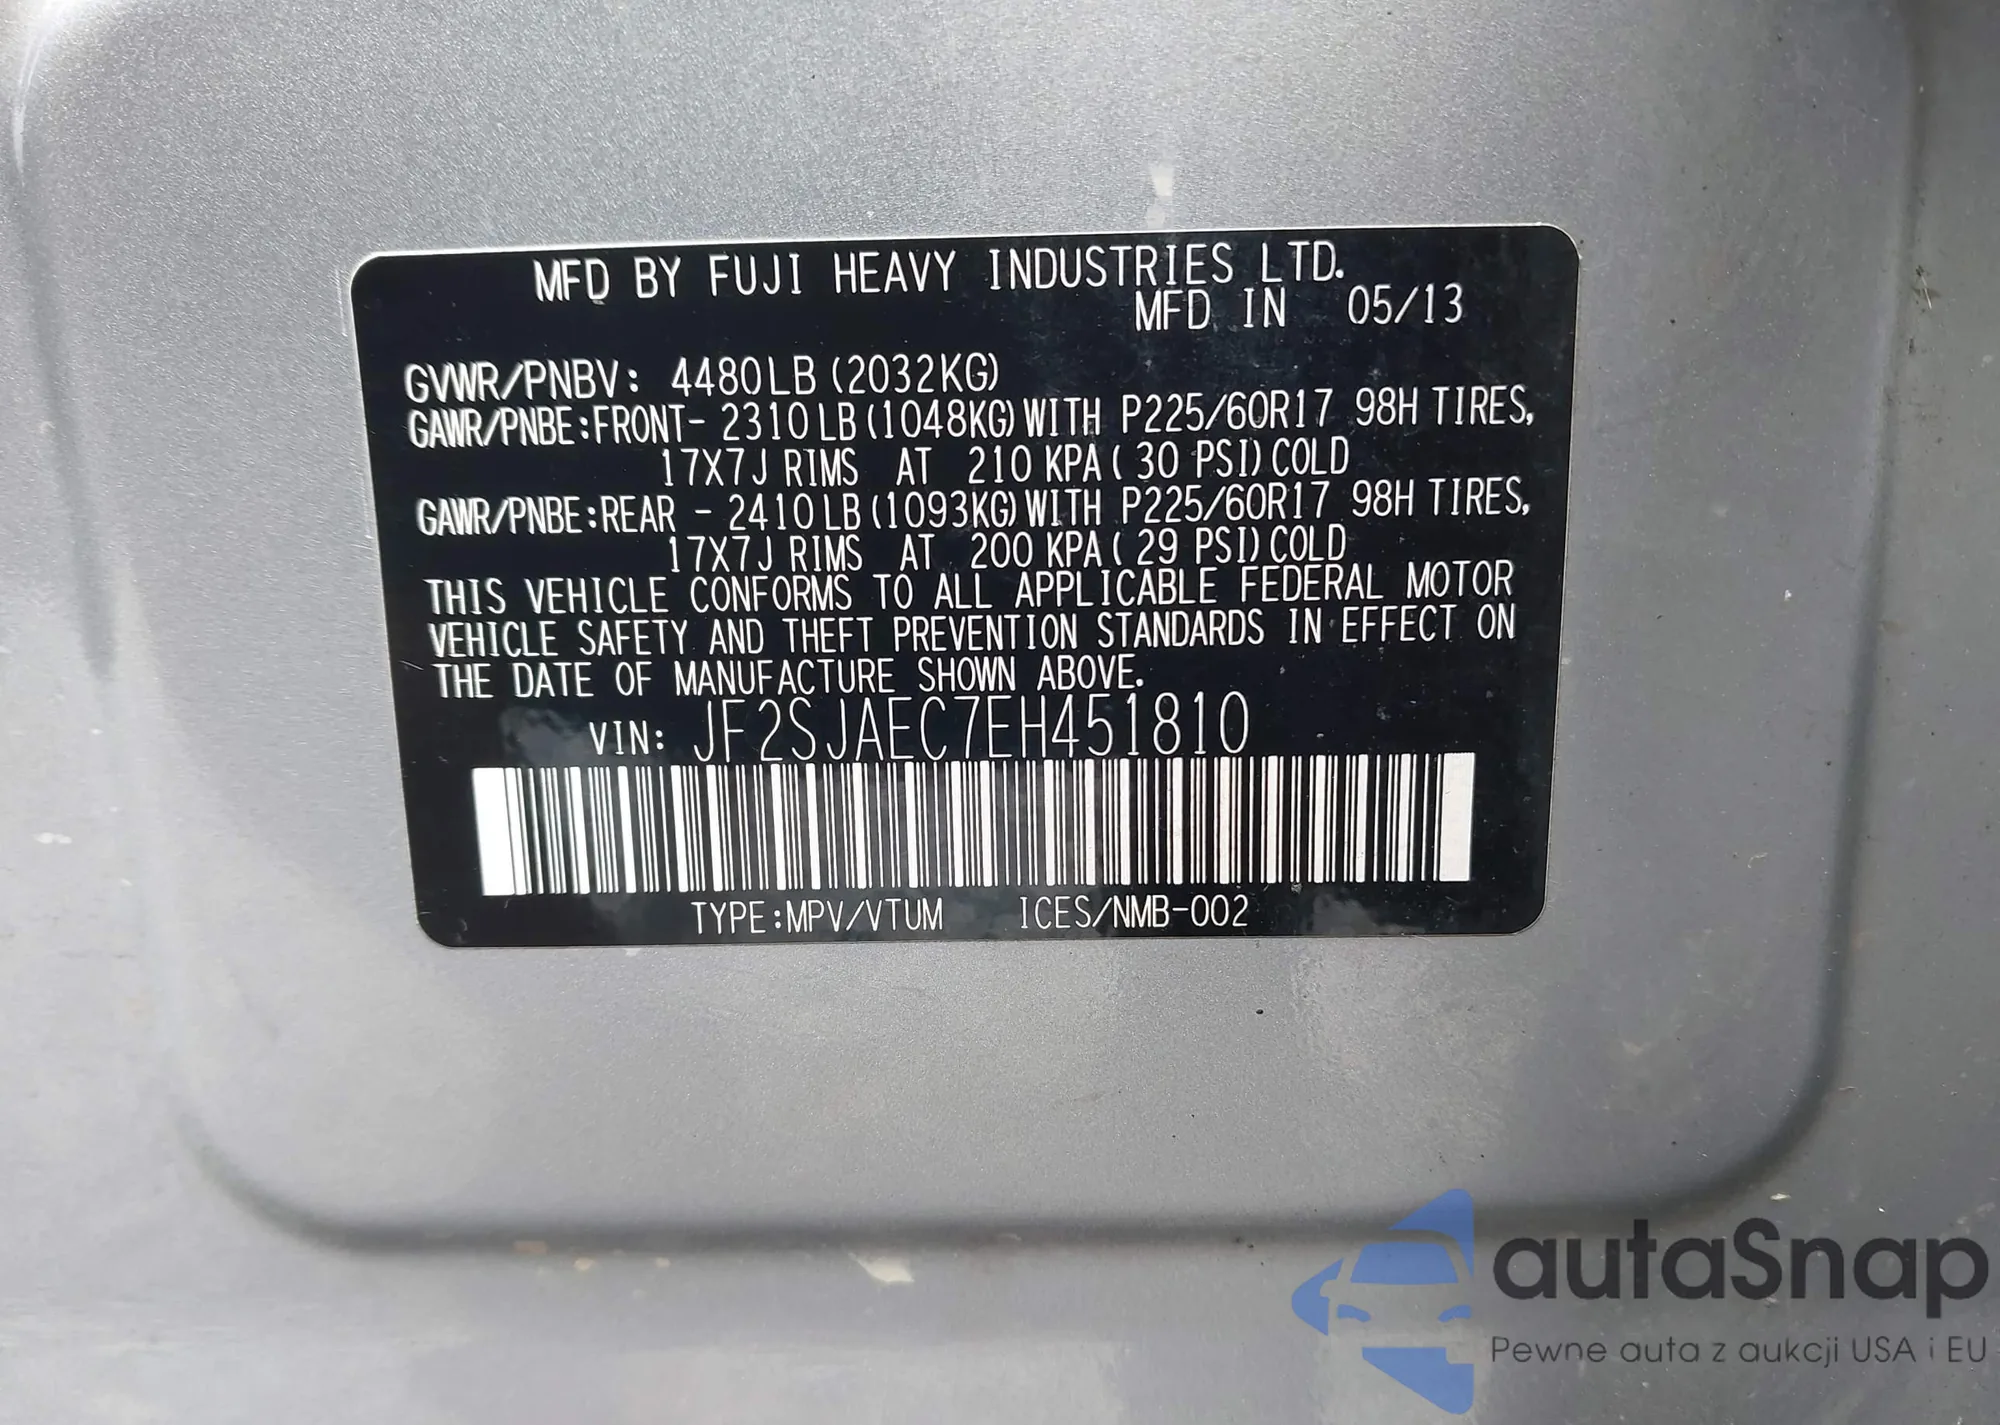 MFD BY FUJI HEAVY INDUSTRIES LTD.
MFD IN 05/13
GVWR/PNBV: 4480LB (2032KG)
GAWR/PNBE:FRONT- 2310LB(1048KG)WITH P225/60R17 98H TIRES,
17X7J RIMS AT 210 KPA( 30 PSI)COLD
GAWR/PNBE:REAR - 2410LB(1093KG)WITH P225/60R17 98H TIRES,
17X7J RIMS AT 200 KPA( 29 PSI)COLD
THIS VEHICLE CONFORMS TO ALL APPLICABLE FEDERAL MOTOR
VEHICLE SAFETY AND THEFT PREVENTION STANDARDS IN EFFECT ON
THE DATE OF MANUFACTURE SHOWN ABOVE.
VIN: JF2SJAEC7EH451810
TYPE:MPV/VTUM ICES/NMB-002
autaSnap
Pewne auta z aukcji USA i EU